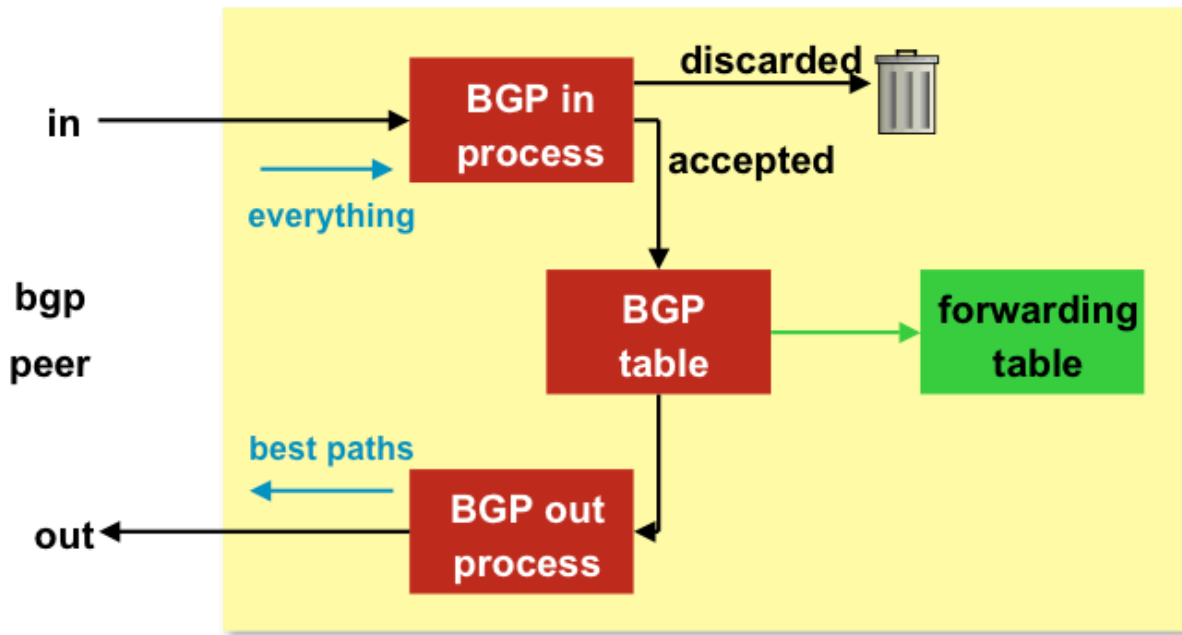 discarded
BGP in
process
in
accepted
everything
bgp
peer
BGP
table
forwarding
table
best paths
BGP out
process
out